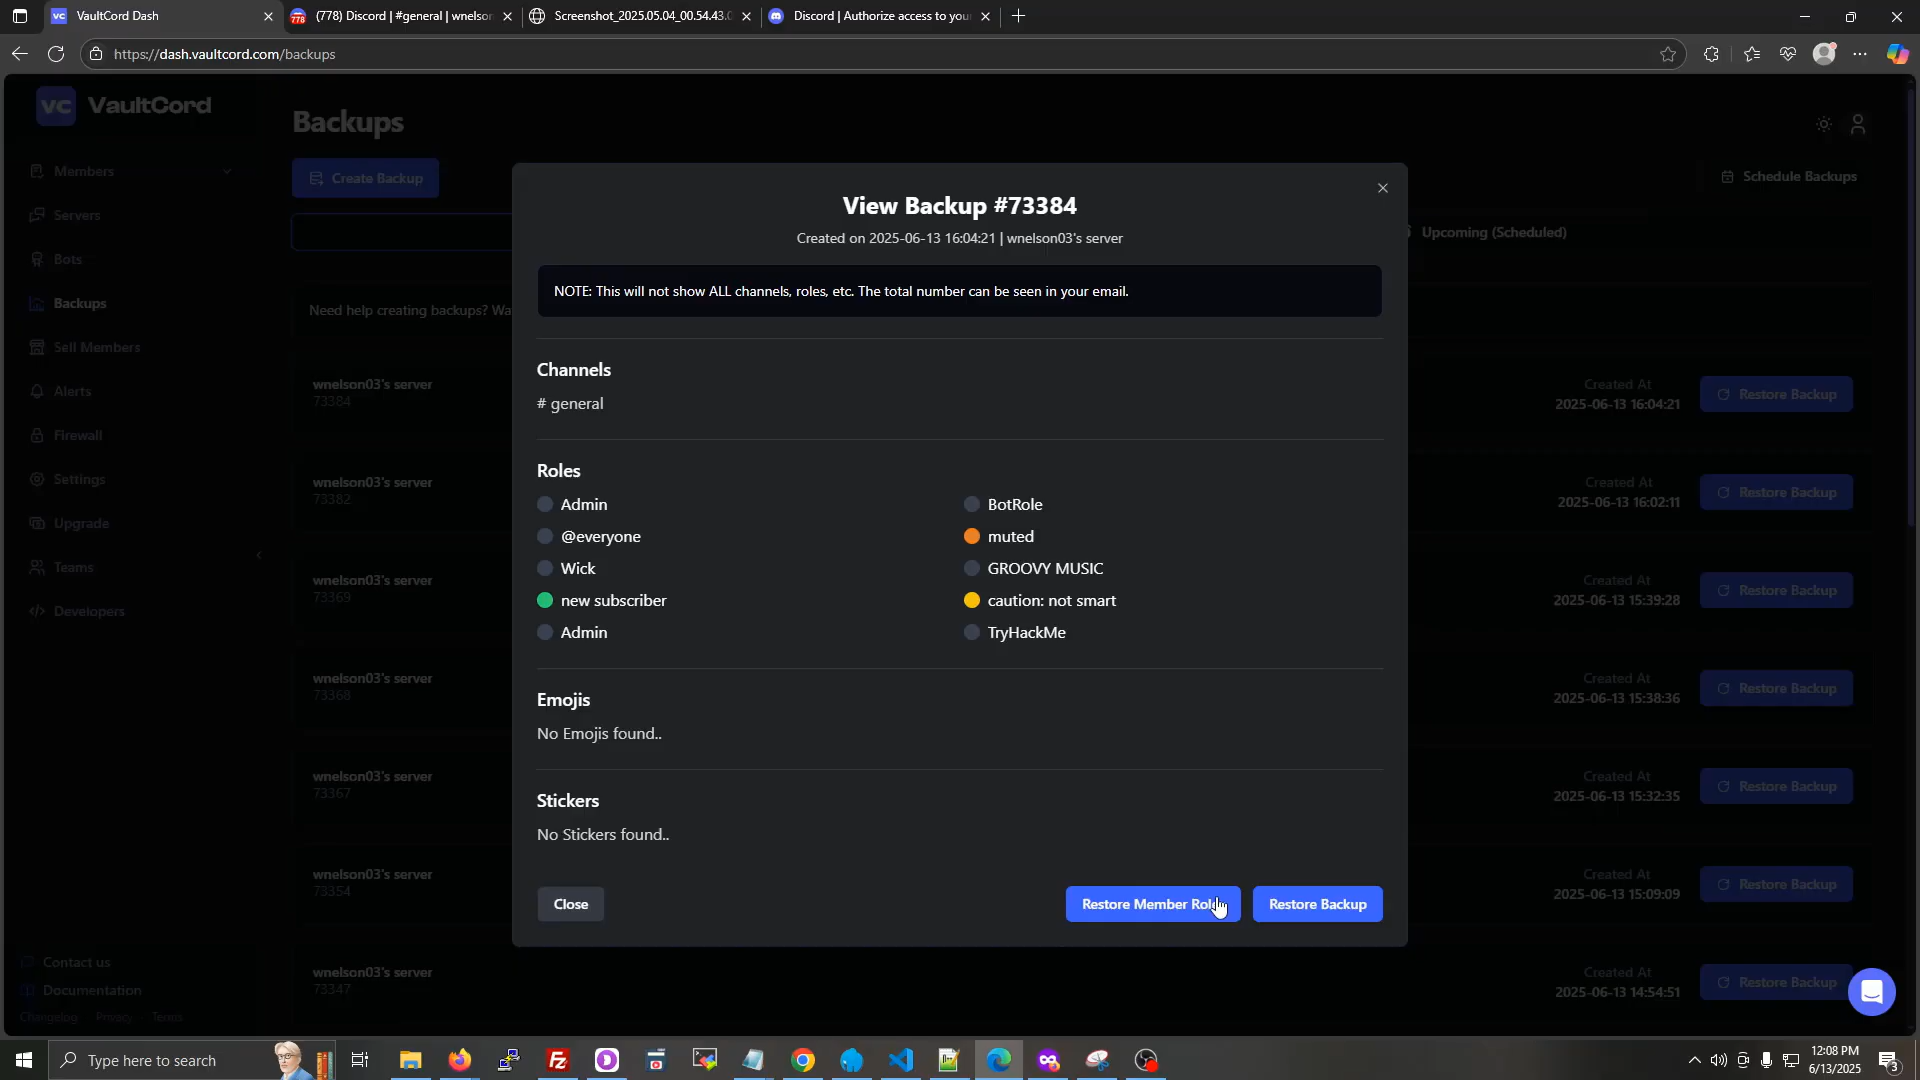 VaultCord Dash
(778) Discord | #general | wnelson
Screenshot_2025.05.04_00.54.43.0
Discord | Authorize access to you
https://dash.vaultcord.com/backups
VC VaultCord
Backups
Members
Create Backup
Schedule Backups
Servers
Upcoming (Scheduled)
Bots
Backups
Need help creating backups? Wa
Sell Members
Alerts
Firewall
Settings
Upgrade
Teams
Developers
wnelson03's server
73384
Created At
2025-06-13 16:04:21
Restore Backup
wnelson03's server
73382
Created At
2025-06-13 16:02:11
Restore Backup
wnelson03's server
73369
Created At
2025-06-13 15:39:28
Restore Backup
wnelson03's server
73368
Created At
2025-06-13 15:38:36
Restore Backup
wnelson03's server
73367
Created At
2025-06-13 15:32:35
Restore Backup
wnelson03's server
73354
Created At
2025-06-13 15:09:09
Restore Backup
wnelson03's server
73347
Created At
2025-06-13 14:54:51
Restore Backup
View Backup #73384
Created on 2025-06-13 16:04:21 | wnelson03's server
NOTE: This will not show ALL channels, roles, etc. The total number can be seen in your email.
Channels
# general
Roles
Admin
BotRole
@everyone
muted
Wick
GROOVY MUSIC
new subscriber
caution: not smart
Admin
TryHackMe
Emojis
No Emojis found..
Stickers
No Stickers found..
Close
Restore Member Rol
Restore Backup
Contact us
Documentation
Changelog Privacy Terms
Type here to search
12:08 PM
6/13/2025
3